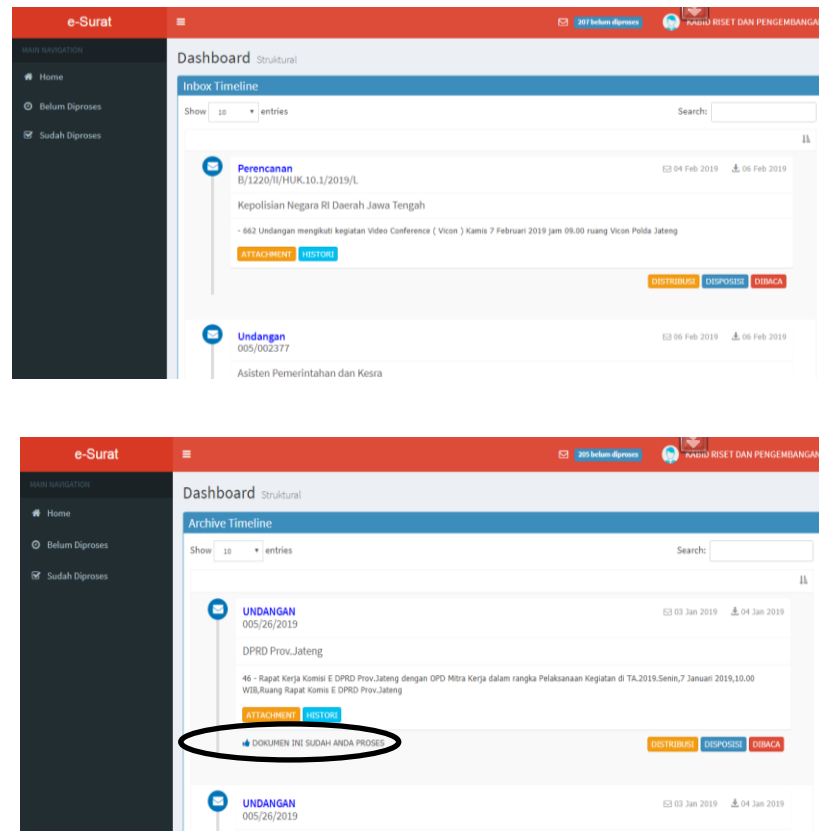 e-Surat
207 belum diproses
KABID RISET DAN PENGEMBANGAN
MAIN NAVIGATION
Home
Belum Diproses
Sudah Diproses
Dashboard Struktural
Inbox Timeline
Show 10 entries
Search:
Perencanan
04 Feb 2019 06 Feb 2019
B/1220/II/HUK.10.1/2019/L
Kepolisian Negara RI Daerah Jawa Tengah
- 662 Undangan mengikuti kegiatan Video Conference ( Vicon ) Kamis 7 Februari 2019 jam 09.00 ruang Vicon Polda Jateng
ATTACHMENT HISTORI
DISTRIBUSI DISPOSISI DIBACA
Undangan
06 Feb 2019 06 Feb 2019
005/002377
Asisten Pemerintahan dan Kesra
e-Surat
205 belum diproses
KABID RISET DAN PENGEMBANGAN
MAIN NAVIGATION
Home
Belum Diproses
Sudah Diproses
Dashboard Struktural
Archive Timeline
Show 10 entries
Search:
UNDANGAN
03 Jan 2019 04 Jan 2019
005/26/2019
DPRD Prov.Jateng
46 - Rapat Kerja Komisi E DPRD Prov.Jateng dengan OPD Mitra Kerja dalam rangka Pelaksanaan Kegiatan di TA.2019.Senin,7 Januari 2019,10.00
WIB,Ruang Rapat Komis E DPRD Prov.Jateng
ATTACHMENT HISTORI
DOKUMEN INI SUDAH ANDA PROSES
DISTRIBUSI DISPOSISI DIBACA
UNDANGAN
03 Jan 2019 04 Jan 2019
005/26/2019